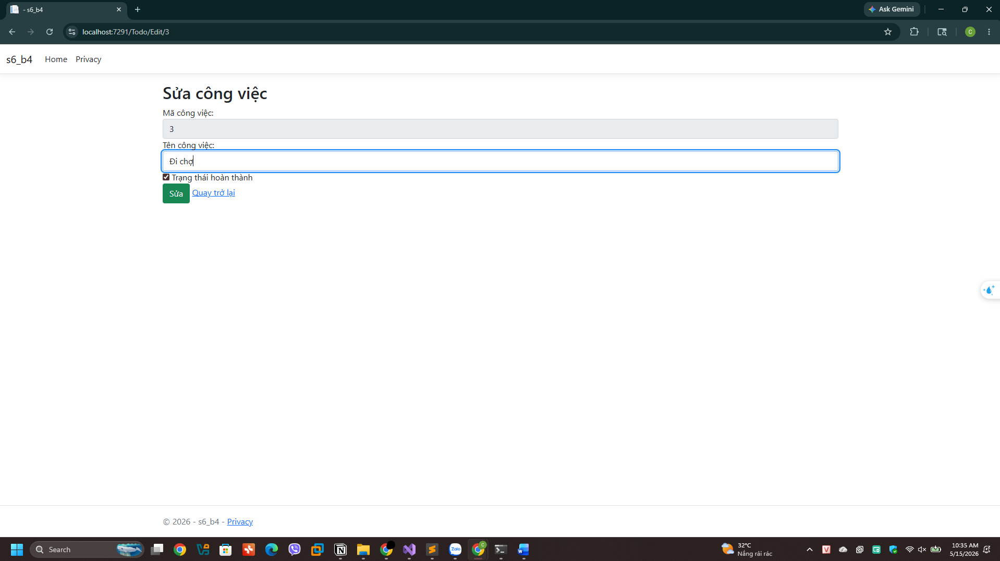 - s6_b4
Ask Gemini
localhost:7291/Todo/Edit/3
C
s6_b4
Home
Privacy
Sửa công việc
Mã công việc:
3
Tên công việc:
Đi chợ
Trạng thái hoàn thành
Sửa
Quay trở lại
© 2026 - s6_b4 - Privacy
Search
Zalo
C
32°C
Nắng rải rác
V
10:35 AM
5/15/2026